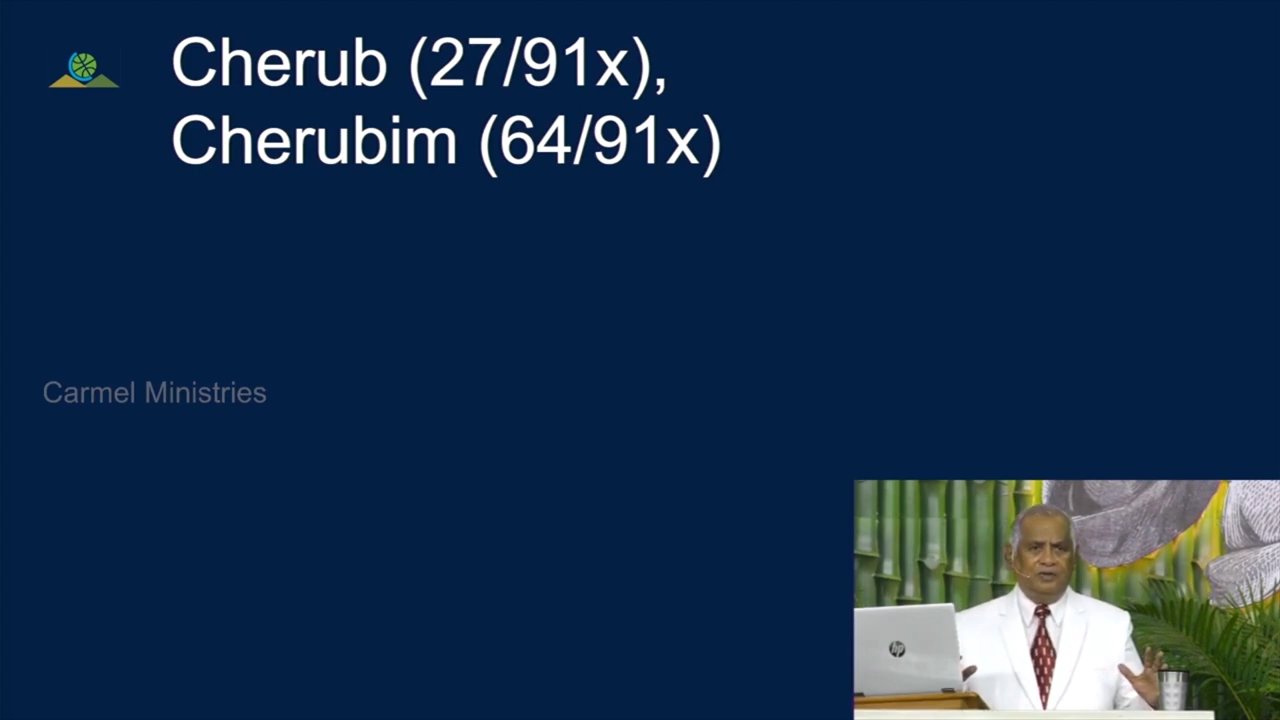 Cherub (27/91x),
Cherubim (64/91x)
Carmel Ministries
hp